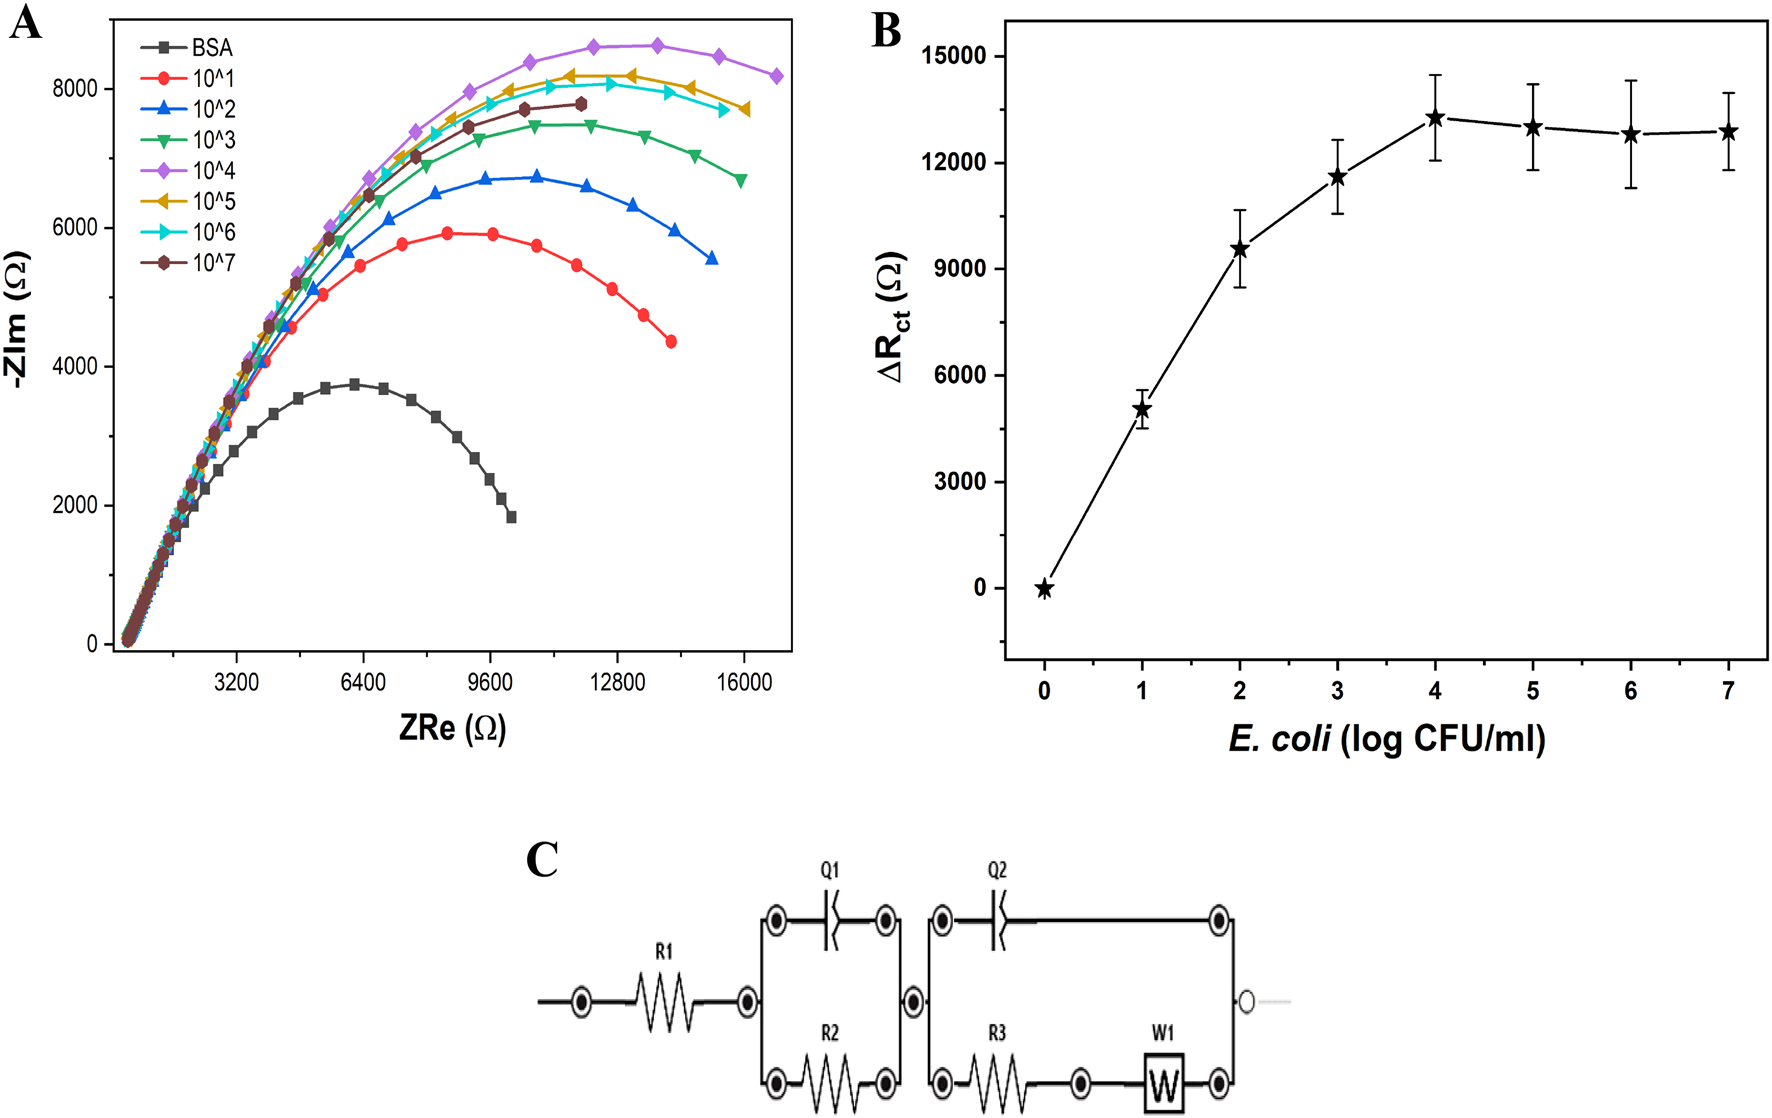 A
BSA
10^1
10^2
10^3
10^4
10^5
10^6
10^7
8000
6000
4000
2000
0
-ZIm (Ω)
3200 6400 9600 12800 16000
ZRe (Ω)
B
15000
12000
9000
6000
3000
0
ΔRct (Ω)
0 1 2 3 4 5 6 7
E. coli (log CFU/ml)
C
Q1 Q2
R1
R2 R3 W1
W